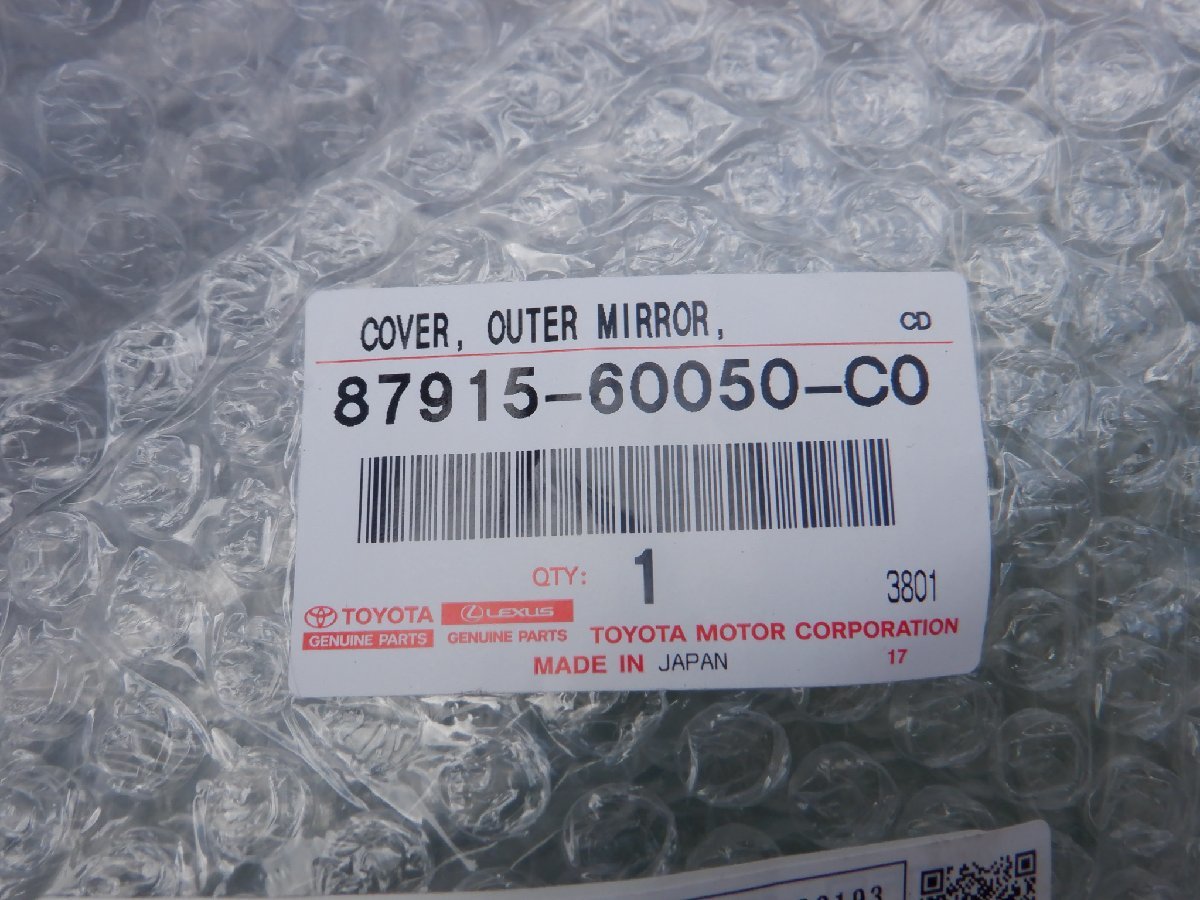 COVER, OUTER MIRROR, CD
87915-60050-C0
QTY: 1
3801
TOYOTA LEXUS
GENUINE PARTS GENUINE PARTS TOYOTA MOTOR CORPORATION
MADE IN JAPAN 17